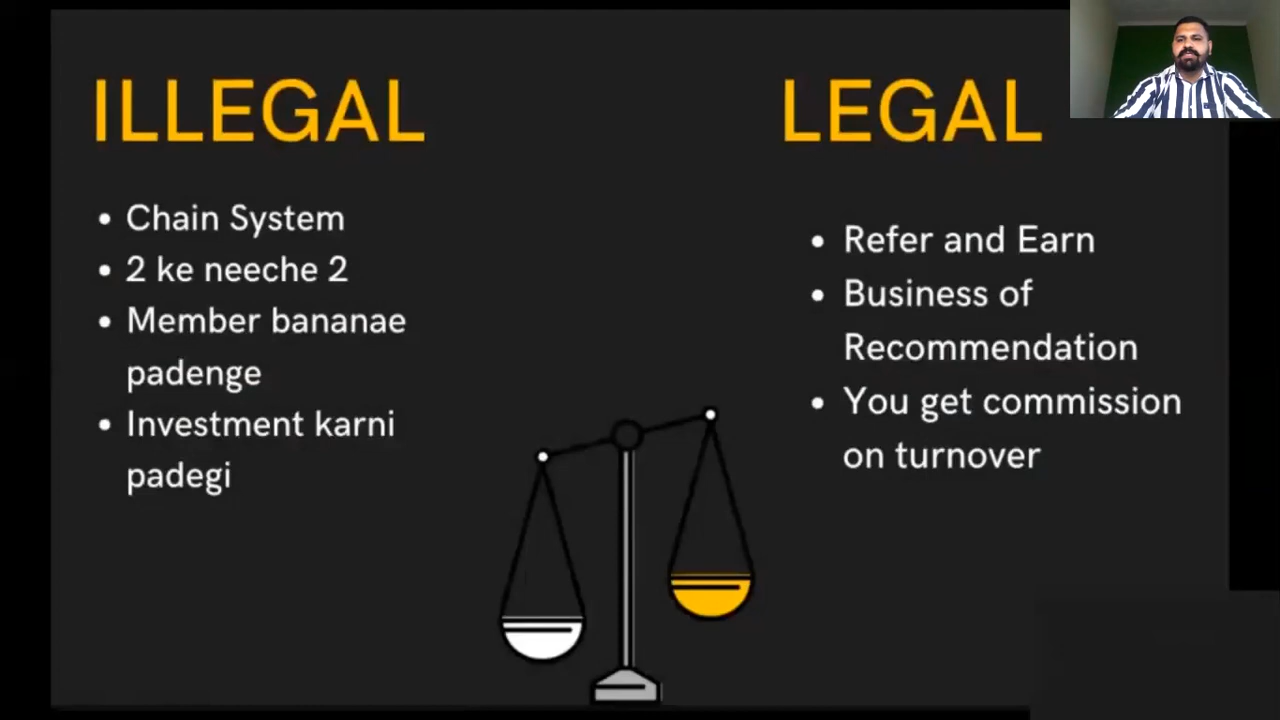 ILLEGAL
Chain System
2 ke neeche 2
Member bananae
padenge
Investment karni
padegi
LEGAL
Refer and Earn
Business of
Recommendation
You get commission
on turnover